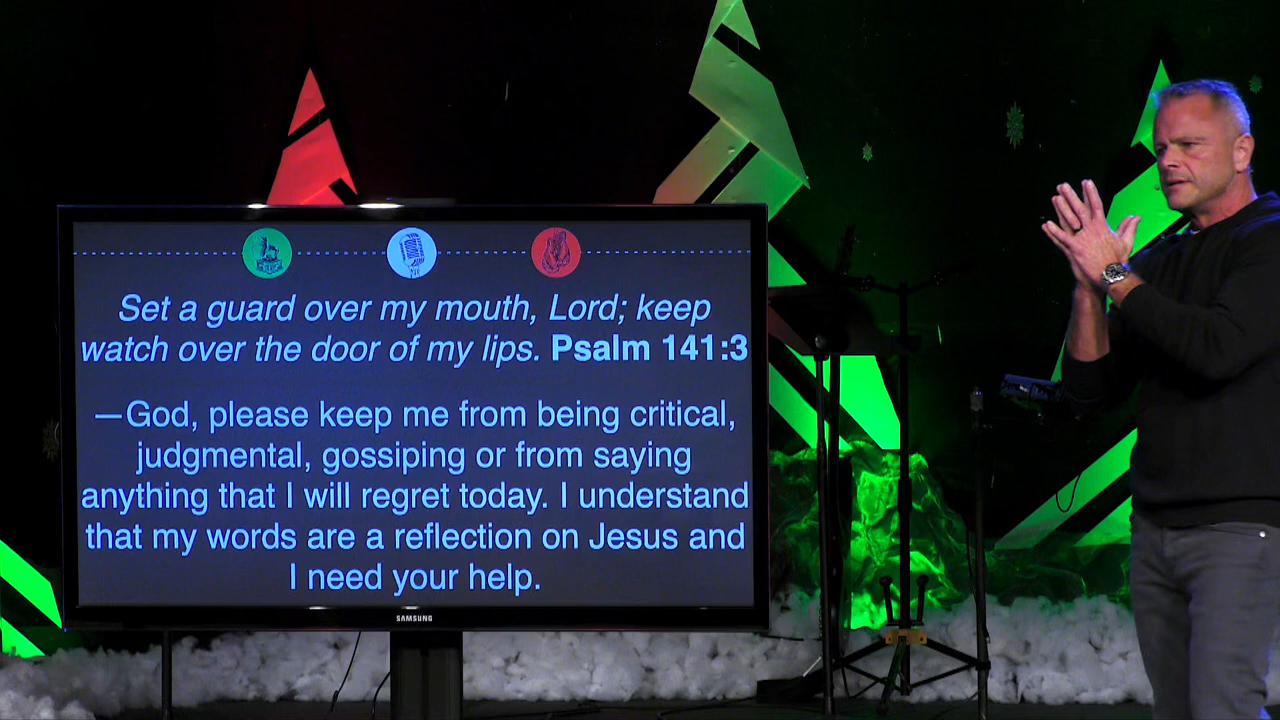 Set a guard over my mouth, Lord; keep
watch over the door of my lips. Psalm 141:3
—God, please keep me from being critical,
judgmental, gossiping or from saying
anything that I will regret today. I understand
that my words are a reflection on Jesus and
I need your help.
SAMSUNG